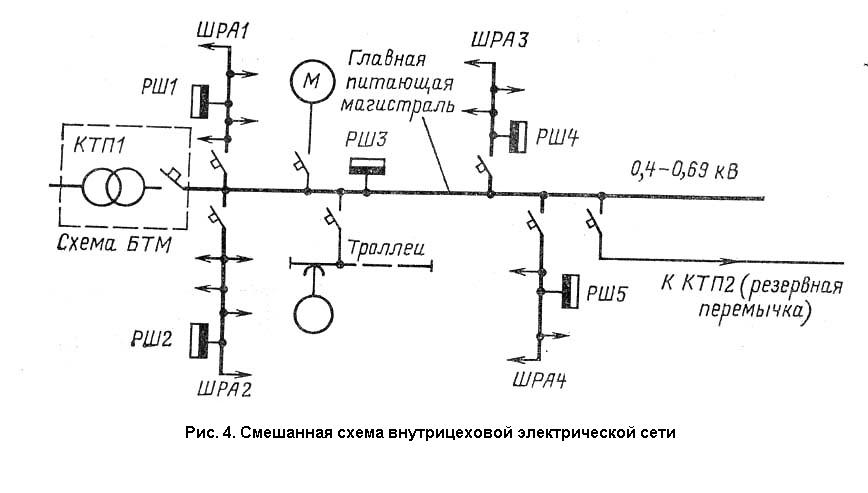 ШРА1
РШ1
КТП1
Схема БТМ
РШ2
ШРА2
М
Главная
питающая
магистраль
РШ3
Троллеи
ШРА3
РШ4
0,4–0,69 кВ
РШ5
ШРА4
К КТП2 (резервная
перемычка)
Рис. 4. Смешанная схема внутрицеховой электрической сети